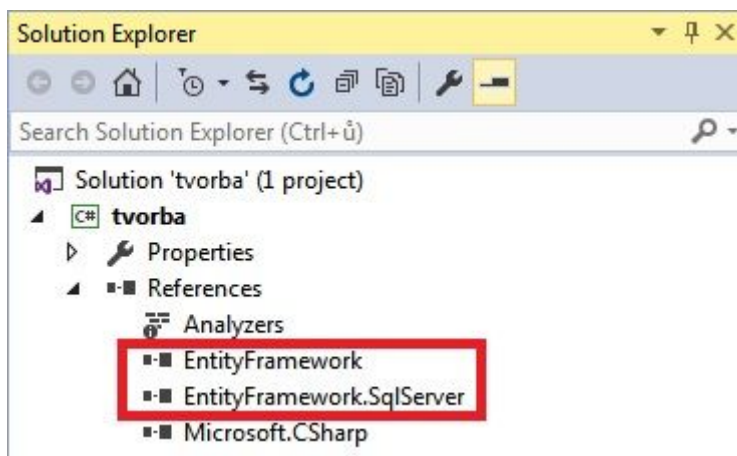 Solution Explorer
Search Solution Explorer (Ctrl+ů)
Solution 'tvorba' (1 project)
C# tvorba
Properties
References
Analyzers
EntityFramework
EntityFramework.SqlServer
Microsoft.CSharp